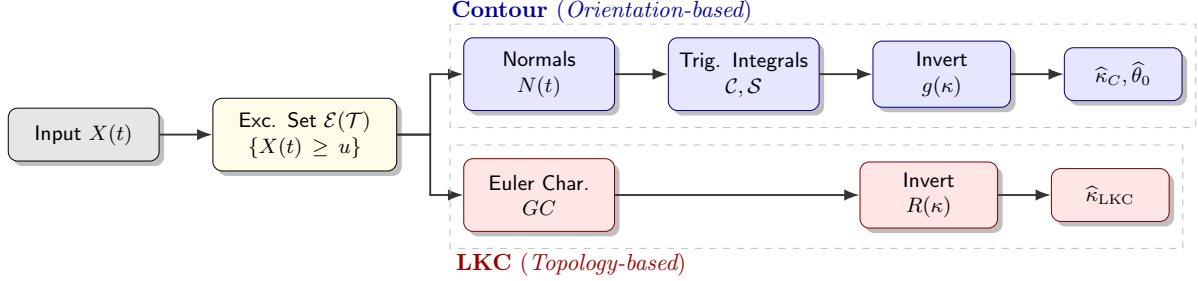 Contour (Orientation-based)
Input X(t)
Exc. Set ℰ(𝒯)
{X(t) ≥ u}
Normals
N(t)
Trig. Integrals
𝒞, 𝒮
Invert
g(κ)
κ̂_C, θ̂_0
Euler Char.
GC
Invert
R(κ)
κ̂_LKC
LKC (Topology-based)